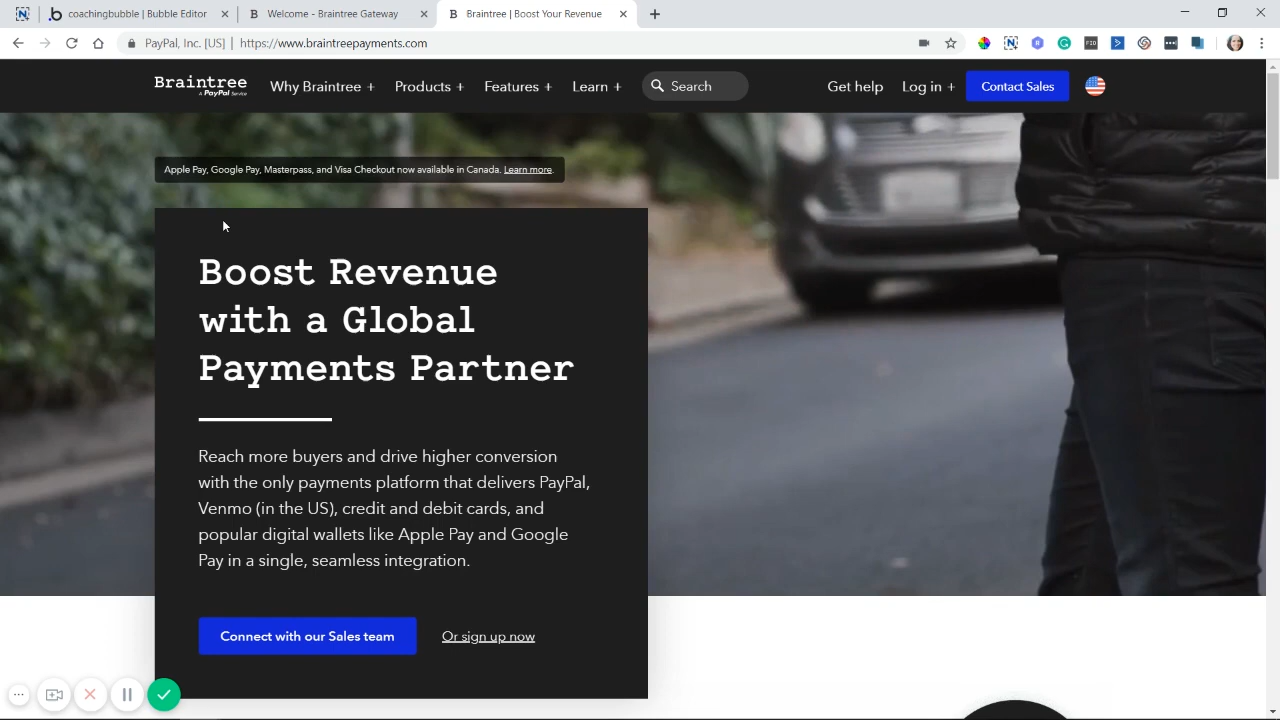 coachingbubble | Bubble Editor
Welcome - Braintree Gateway
Braintree | Boost Your Revenue
PayPal, Inc. [US] | https://www.braintreepayments.com
Braintree
A PayPal Service
Why Braintree +
Products +
Features +
Learn +
Search
Get help
Log in +
Contact Sales
Apple Pay, Google Pay, Masterpass, and Visa Checkout now available in Canada. Learn more.
Boost Revenue
with a Global
Payments Partner
Reach more buyers and drive higher conversion
with the only payments platform that delivers PayPal,
Venmo (in the US), credit and debit cards, and
popular digital wallets like Apple Pay and Google
Pay in a single, seamless integration.
Connect with our Sales team
Or sign up now